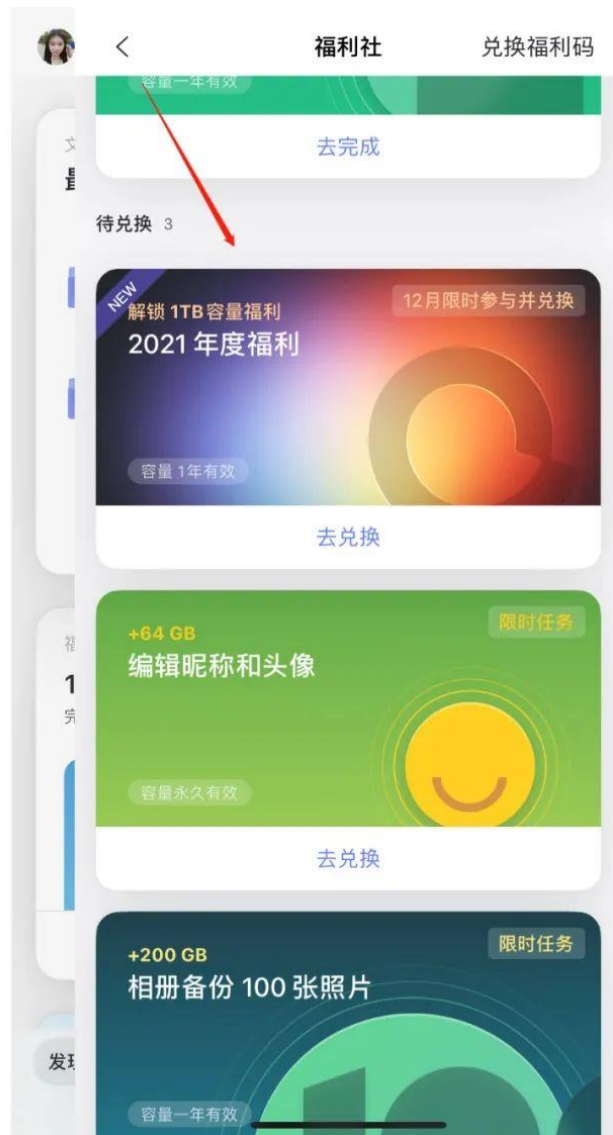 福利社
兑换福利码
容量一年有效
去完成
待兑换 3
NEW
12月限时参与并兑换
解锁 1TB 容量福利
2021 年度福利
容量 1年有效
去兑换
限时任务
+64 GB
编辑昵称和头像
容量永久有效
去兑换
限时任务
+200 GB
相册备份 100 张照片
容量一年有效